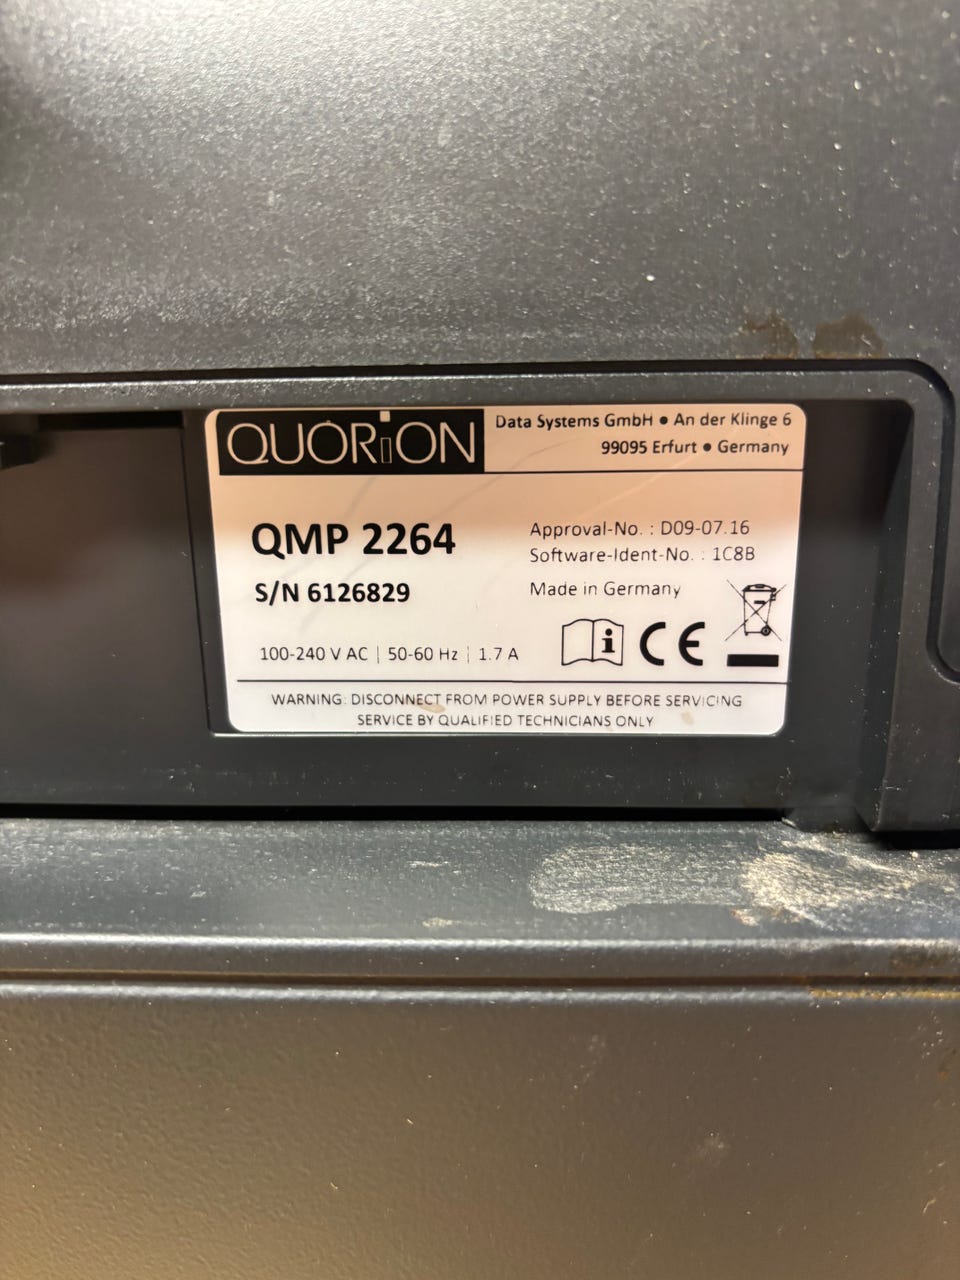 QUORiON
Data Systems GmbH • An der Klinge 6
99095 Erfurt • Germany
QMP 2264
S/N 6126829
Approval-No. : D09-07.16
Software-Ident-No. : 1C8B
Made in Germany
100-240 V AC | 50-60 Hz | 1.7 A
i
CE
WARNING: DISCONNECT FROM POWER SUPPLY BEFORE SERVICING
SERVICE BY QUALIFIED TECHNICIANS ONLY